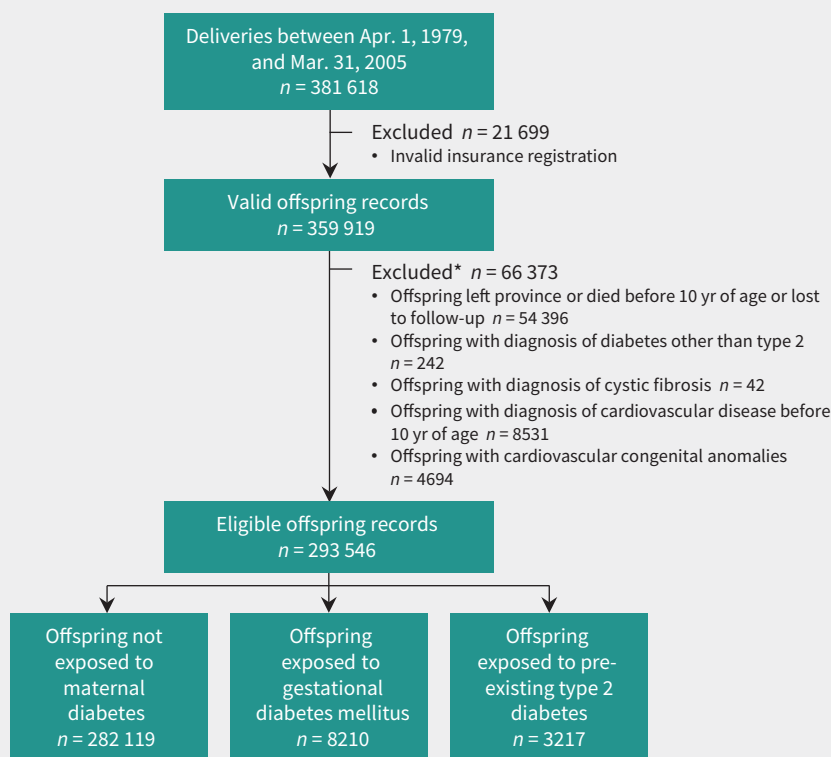 Deliveries between Apr. 1, 1979,
and Mar. 31, 2005
n = 381 618
Excluded n = 21 699
• Invalid insurance registration
Valid offspring records
n = 359 919
Excluded* n = 66 373
• Offspring left province or died before 10 yr of age or lost
to follow-up n = 54 396
• Offspring with diagnosis of diabetes other than type 2
n = 242
• Offspring with diagnosis of cystic fibrosis n = 42
• Offspring with diagnosis of cardiovascular disease before
10 yr of age n = 8531
• Offspring with cardiovascular congenital anomalies
n = 4694
Eligible offspring records
n = 293 546
Offspring not
exposed to
maternal
diabetes
n = 282 119
Offspring
exposed to
gestational
diabetes mellitus
n = 8210
Offspring
exposed to pre-
existing type 2
diabetes
n = 3217